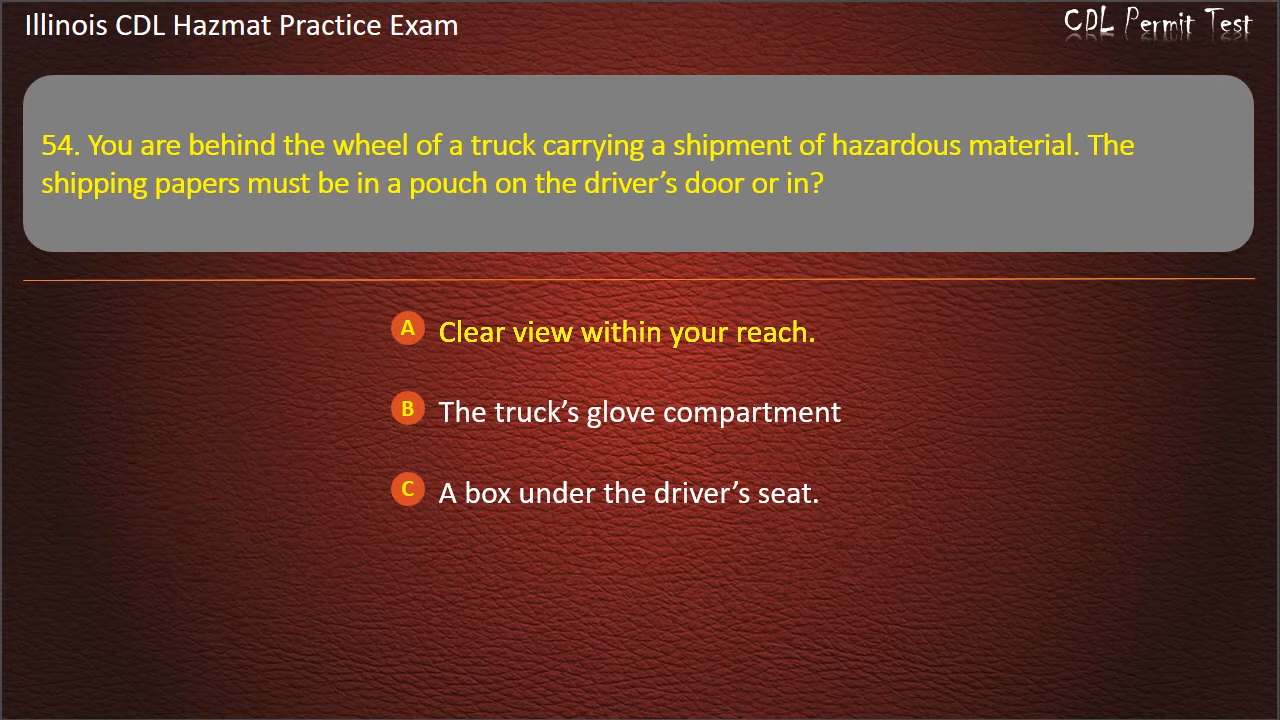 Illinois CDL Hazmat Practice Exam
CDL Permit Test
54. You are behind the wheel of a truck carrying a shipment of hazardous material. The
shipping papers must be in a pouch on the driver’s door or in?
A Clear view within your reach.
B The truck’s glove compartment
C A box under the driver’s seat.